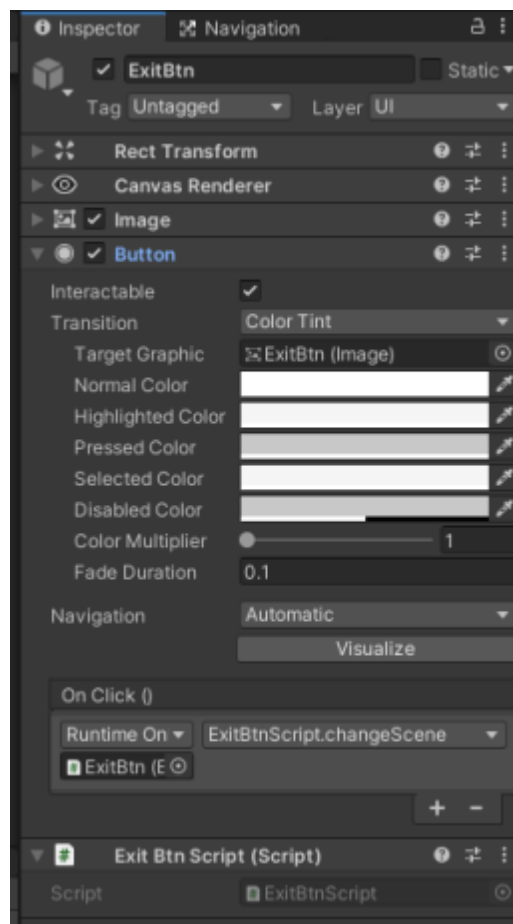 Inspector Navigation
ExitBtn Static
Tag Untagged Layer UI
Rect Transform
Canvas Renderer
Image
Button
Interactable
Transition Color Tint
Target Graphic ExitBtn (Image)
Normal Color
Highlighted Color
Pressed Color
Selected Color
Disabled Color
Color Multiplier 1
Fade Duration 0.1
Navigation Automatic
Visualize
On Click ()
Runtime On ExitBtnScript.changeScene
ExitBtn (E
+ -
# Exit Btn Script (Script)
Script ExitBtnScript